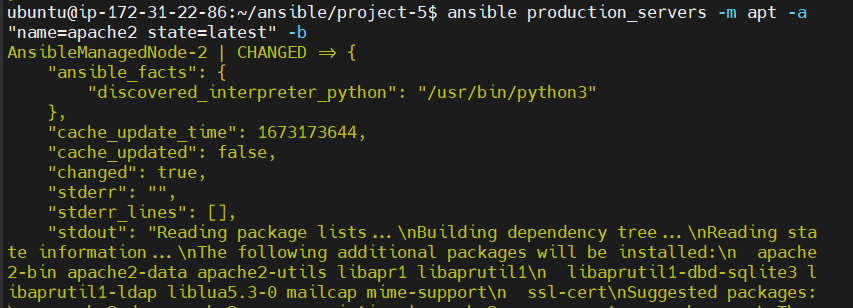 ubuntu@ip-172-31-22-86:~/ansible/project-5$ ansible production_servers -m apt -a
"name=apache2 state=latest" -b
AnsibleManagedNode-2 | CHANGED => {
    "ansible_facts": {
        "discovered_interpreter_python": "/usr/bin/python3"
    },
    "cache_update_time": 1673173644,
    "cache_updated": false,
    "changed": true,
    "stderr": "",
    "stderr_lines": [],
    "stdout": "Reading package lists...\nBuilding dependency tree...\nReading sta
te information...\nThe following additional packages will be installed:\n  apache
2-bin apache2-data apache2-utils libapr1 libaprutil1\n  libaprutil1-dbd-sqlite3 l
ibaprutil1-ldap liblua5.3-0 mailcap mime-support\n  ssl-cert\nSuggested packages: